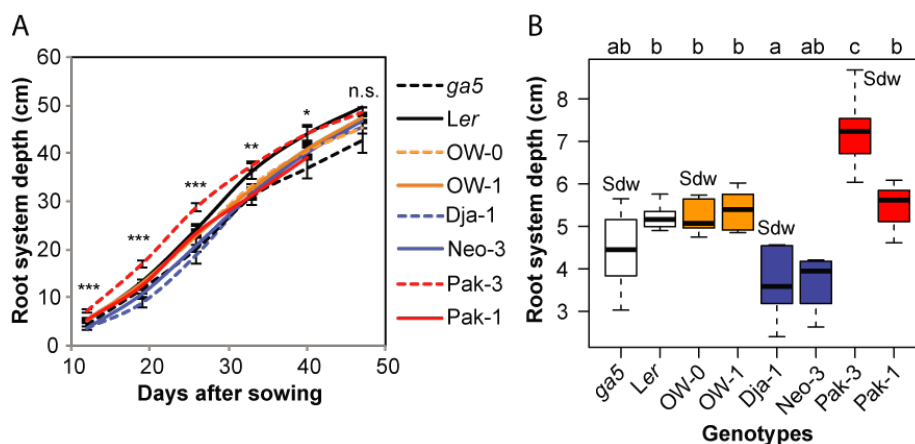 A
Root system depth (cm)
60
50
40
30
20
10
0
10 20 30 40 50
Days after sowing
***
***
***
**
*
n.s.
ga5
Ler
OW-0
OW-1
Dja-1
Neo-3
Pak-3
Pak-1
B
ab b b b a ab c b
Root system depth (cm)
8
7
6
5
4
3
Sdw
Sdw
Sdw
Sdw
ga5
Ler
OW-0
OW-1
Dja-1
Neo-3
Pak-3
Pak-1
Genotypes